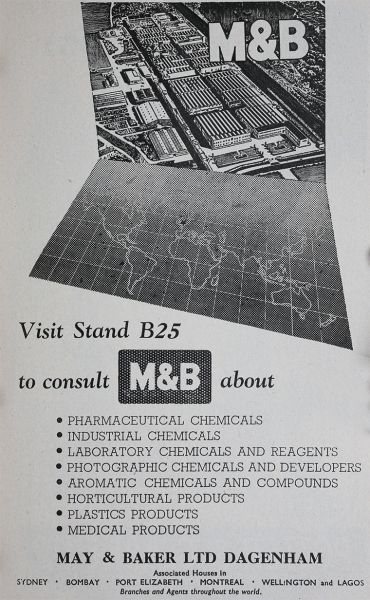 M&B
Visit Stand B25
to consult M&B about
• PHARMACEUTICAL CHEMICALS
• INDUSTRIAL CHEMICALS
• LABORATORY CHEMICALS AND REAGENTS
• PHOTOGRAPHIC CHEMICALS AND DEVELOPERS
• AROMATIC CHEMICALS AND COMPOUNDS
• HORTICULTURAL PRODUCTS
• PLASTICS PRODUCTS
• MEDICAL PRODUCTS
MAY & BAKER LTD DAGENHAM
Associated Houses in
SYDNEY • BOMBAY • PORT ELIZABETH • MONTREAL • WELLINGTON and LAGOS
Branches and Agents throughout the world.